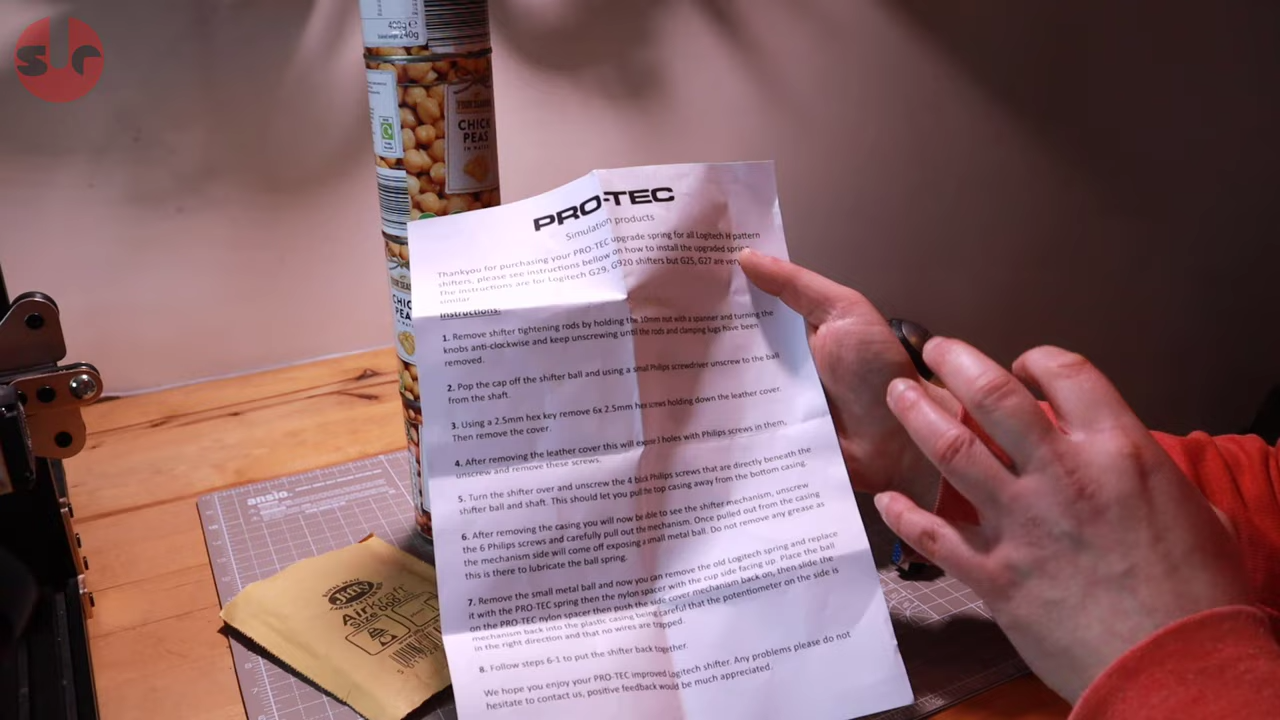 sur
400g e
240g
CHICK
PEAS
IN WATER
PRO-TEC
Simulation products
Thankyou for purchasing your PRO-TEC upgrade spring for all Logitech H pattern
shifters, please see instructions bellow on how to install the upgraded spring.
The instructions are for Logitech G29, G920 shifters but G25, G27 are very
similar
Instructions:
1. Remove shifter tightening rods by holding the 10mm nut with a spanner and turning the
knobs anti-clockwise and keep unscrewing until the rods and clamping lugs have been
removed.
2. Pop the cap off the shifter ball and using a small Philips screwdriver unscrew to the ball
from the shaft.
3. Using a 2.5mm hex key remove 6x 2.5mm hex screws holding down the leather cover.
Then remove the cover.
4. After removing the leather cover this will expose 3 holes with Philips screws in them,
unscrew and remove these screws.
5. Turn the shifter over and unscrew the 4 black Philips screws that are directly beneath the
shifter ball and shaft. This should let you pull the top casing away from the bottom casing.
6. After removing the casing you will now be able to see the shifter mechanism, unscrew
the 6 Philips screws and carefully pull out the mechanism. Once pulled out from the casing
the mechanism side will come off exposing a small metal ball. Do not remove any grease as
this is there to lubricate the ball spring.
7. Remove the small metal ball and now you can remove the old Logitech spring and replace
it with the PRO-TEC spring then the nylon spacer with the cup side facing up. Place the ball
on the PRO-TEC nylon spacer then push the side cover mechanism back on, then slide the
mechanism back into the plastic casing being careful that the potentiometer on the side is
in the right direction and that no wires are trapped.
8. Follow steps 6-1 to put the shifter back together.
We hope you enjoy your PRO-TEC improved Logitech shifter. Any problems please do not
hesitate to contact us, positive feedback would be much appreciated.
CHIC
PEA
ansio.
ROYAL MAIL
Jiffy
LARGE LETTER
Airkraft
Size 000